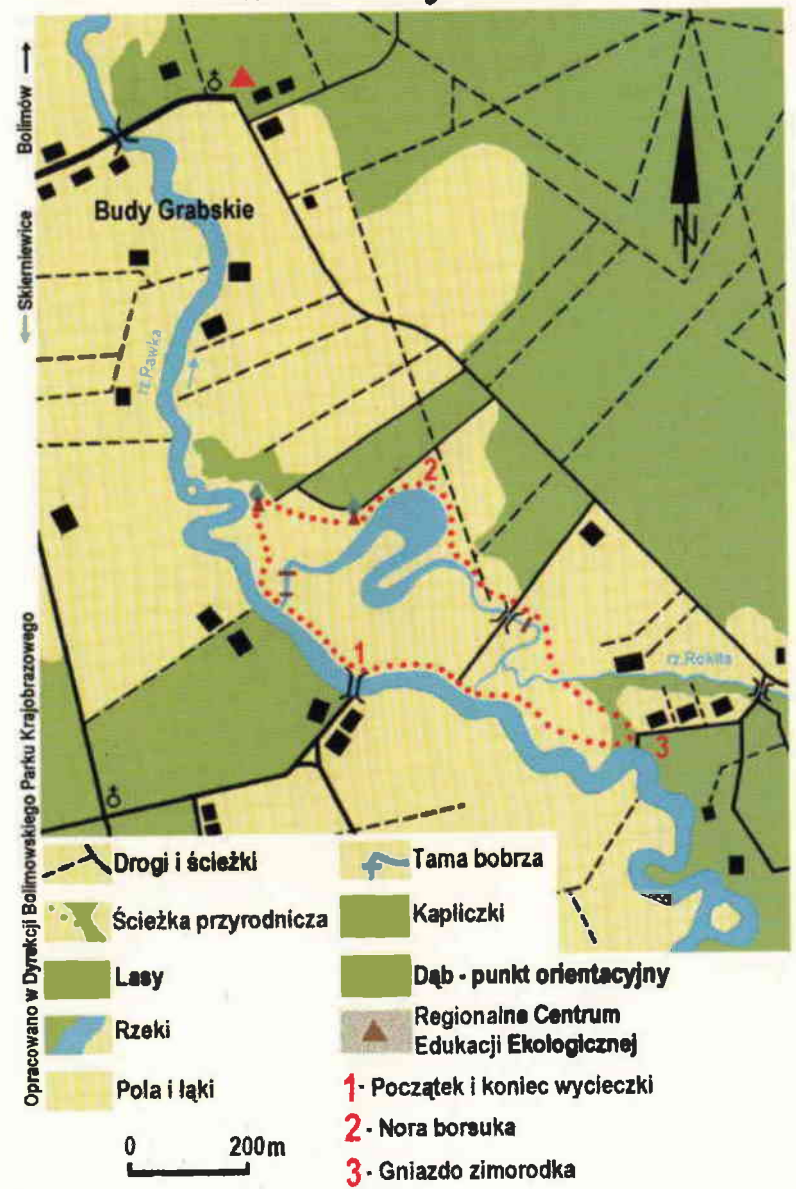 Bolimów
Skierniewice
Budy Grabskie
N
rz.Rawka
2
1
rz.Rokita
3
Opracowano w Dyrekcji Bolimowskiego Parku Krajobrazowego
Drogi i ścieżki
Ścieżka przyrodnicza
Lasy
Rzeki
Pola i łąki
0 200m
Tama bobrza
Kapliczki
Dąb - punkt orientacyjny
Regionalne Centrum
Edukacji Ekologicznej
1 - Początek i koniec wycieczki
2 - Nora borsuka
3 - Gniazdo zimorodka